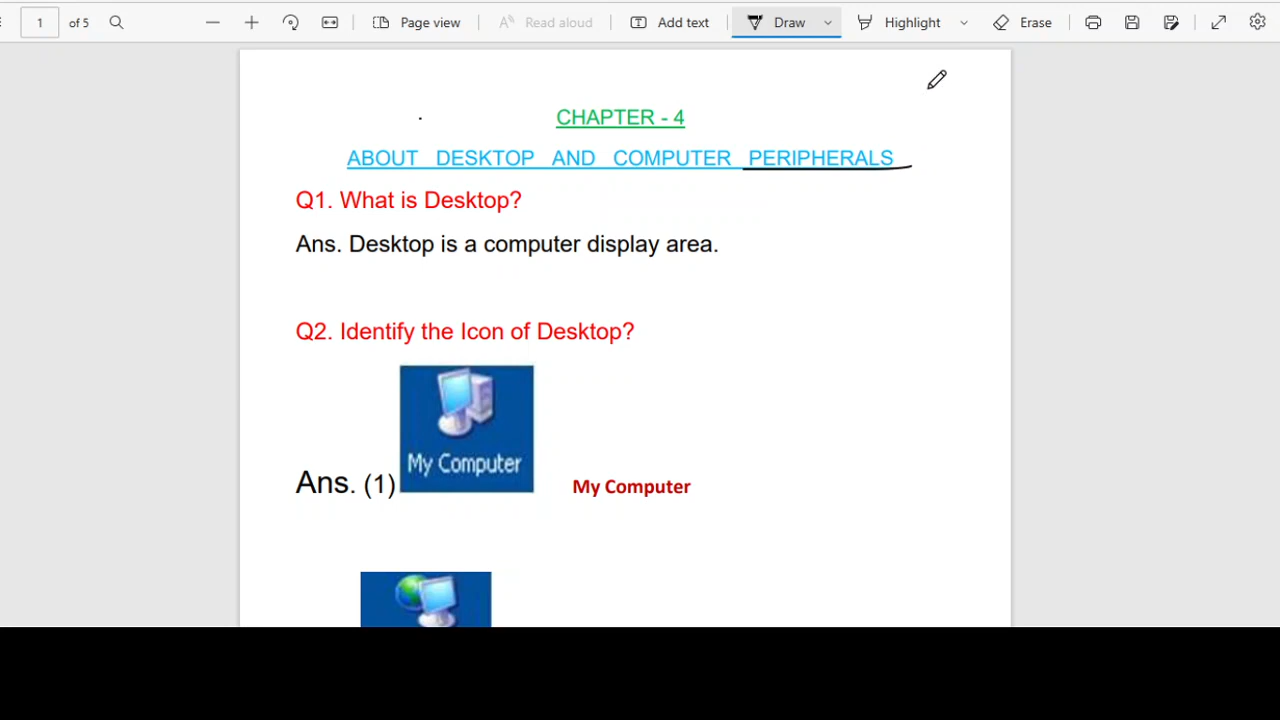 1 of 5 Page view Read aloud Add text Draw Highlight Erase
CHAPTER - 4
ABOUT DESKTOP AND COMPUTER PERIPHERALS
Q1. What is Desktop?
Ans. Desktop is a computer display area.
Q2. Identify the Icon of Desktop?
My Computer
Ans. (1) My Computer